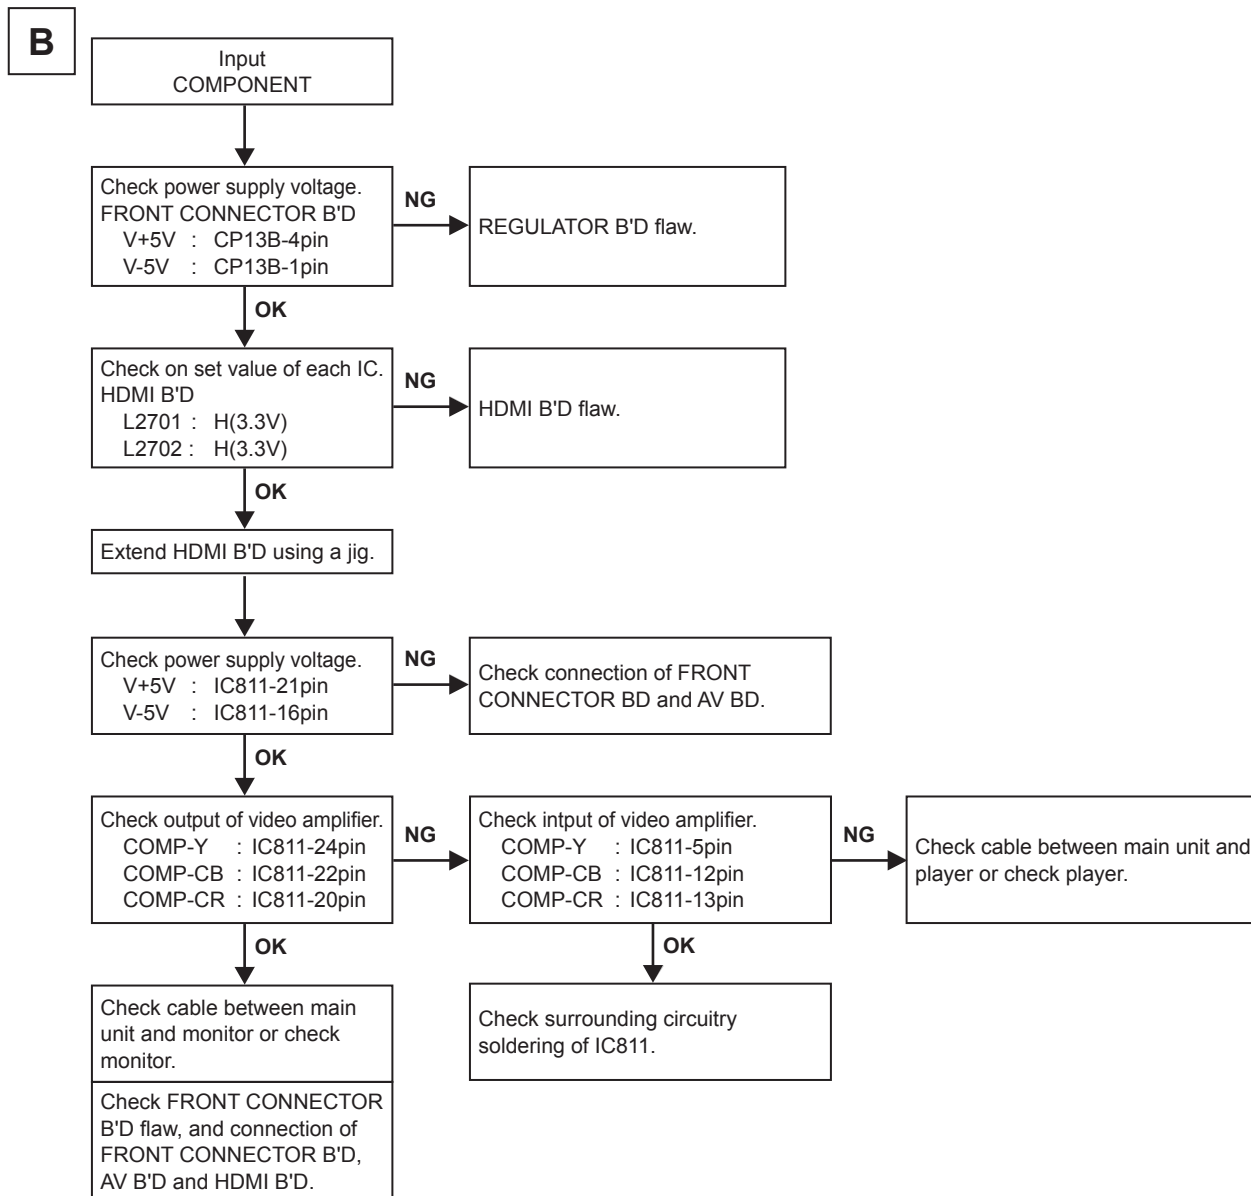 B
Input
COMPONENT
Check power supply voltage.
FRONT CONNECTOR B'D
V+5V : CP13B-4pin
V-5V : CP13B-1pin
NG
REGULATOR B'D flaw.
OK
Check on set value of each IC.
HDMI B'D
L2701 : H(3.3V)
L2702 : H(3.3V)
NG
HDMI B'D flaw.
OK
Extend HDMI B'D using a jig.
Check power supply voltage.
V+5V : IC811-21pin
V-5V : IC811-16pin
NG
Check connection of FRONT
CONNECTOR BD and AV BD.
OK
Check output of video amplifier.
COMP-Y : IC811-24pin
COMP-CB : IC811-22pin
COMP-CR : IC811-20pin
NG
Check intput of video amplifier.
COMP-Y : IC811-5pin
COMP-CB : IC811-12pin
COMP-CR : IC811-13pin
NG
Check cable between main unit and
player or check player.
OK
OK
Check cable between main
unit and monitor or check
monitor.
Check surrounding circuitry
soldering of IC811.
Check FRONT CONNECTOR
B'D flaw, and connection of
FRONT CONNECTOR B'D,
AV B'D and HDMI B'D.